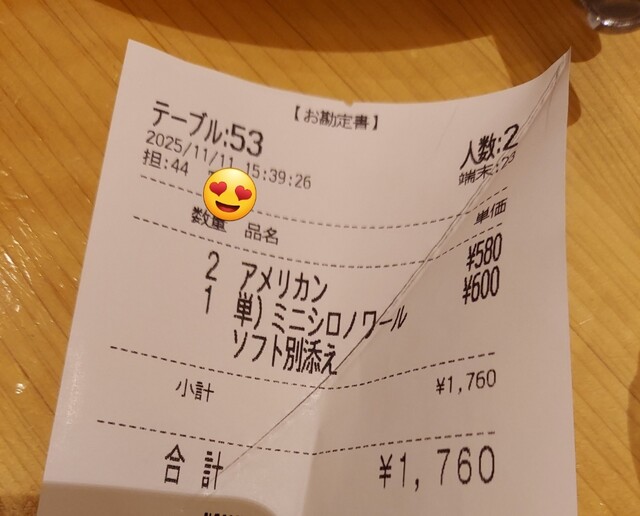 【お勘定書】
テーブル:53 人数:2
2025/11/11 15:39:26
担:44 端末:23
数量 品名 単価
2 アメリカン ¥580
1 単)ミニシロノワール ¥600
ソフト別添え
小計 ¥1,760
合計 ¥1,760